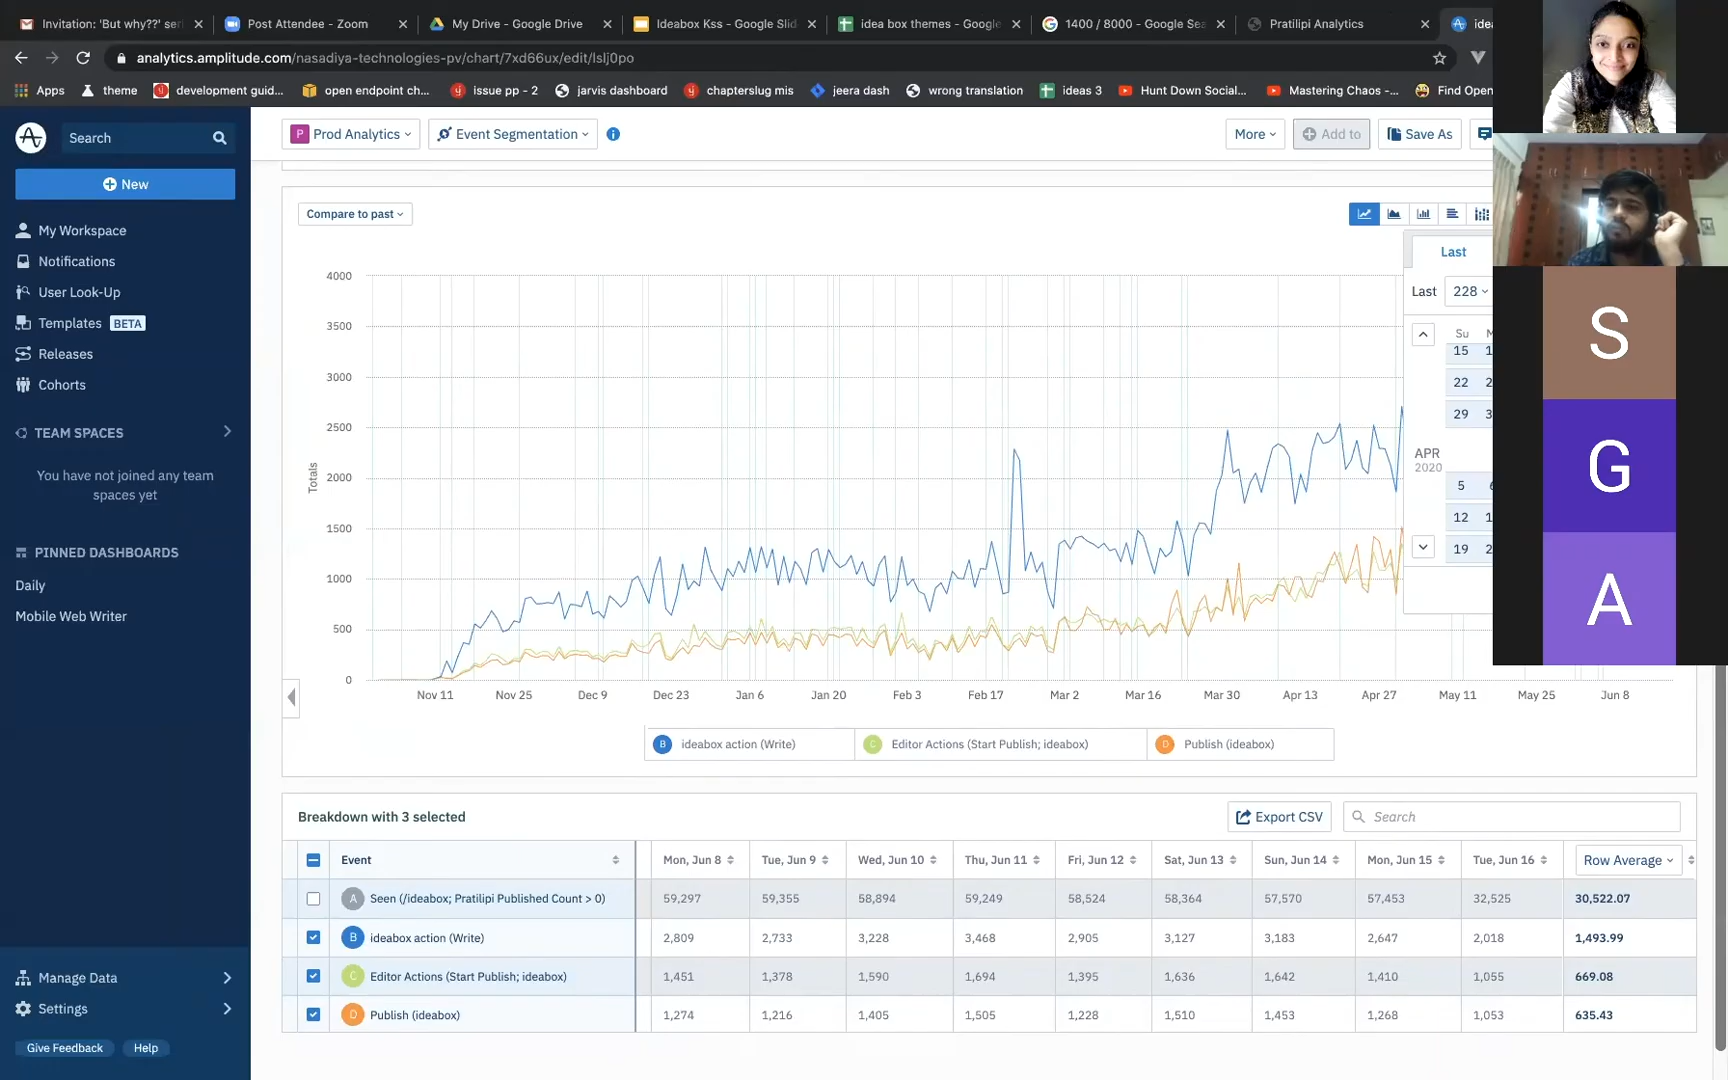 Invitation: 'But why??' seri
Post Attendee - Zoom
My Drive - Google Drive
Ideabox Kss - Google Slid
idea box themes - Google
1400 / 8000 - Google Sea
Pratilipi Analytics
idea
analytics.amplitude.com/nasadiya-technologies-pv/chart/7xd66ux/edit/lslj0po
Apps
theme
development guid...
open endpoint ch...
issue pp - 2
jarvis dashboard
chapterslug mis
jeera dash
wrong translation
ideas 3
Hunt Down Social...
Mastering Chaos -...
Find Open
Search
P Prod Analytics
Event Segmentation
More
Add to
Save As
New
My Workspace
Notifications
User Look-Up
Templates BETA
Releases
Cohorts
TEAM SPACES
You have not joined any team
spaces yet
PINNED DASHBOARDS
Daily
Mobile Web Writer
Manage Data
Settings
Give Feedback
Help
Compare to past
Last
Last 228
Su M
15 1
22 2
29 3
APR
2020
5 6
12 1
19 2
4000
3500
3000
2500
2000
1500
1000
500
0
Totals
Nov 11 Nov 25 Dec 9 Dec 23 Jan 6 Jan 20 Feb 3 Feb 17 Mar 2 Mar 16 Mar 30 Apr 13 Apr 27 May 11 May 25 Jun 8
B ideabox action (Write)
C Editor Actions (Start Publish; ideabox)
D Publish (ideabox)
S
G
A
Breakdown with 3 selected
Export CSV
Search
Event Mon, Jun 8 Tue, Jun 9 Wed, Jun 10 Thu, Jun 11 Fri, Jun 12 Sat, Jun 13 Sun, Jun 14 Mon, Jun 15 Tue, Jun 16 Row Average
A Seen (/ideabox; Pratilipi Published Count > 0) 59,297 59,355 58,894 59,249 58,524 58,364 57,570 57,453 32,525 30,522.07
B ideabox action (Write) 2,809 2,733 3,228 3,468 2,905 3,127 3,183 2,647 2,018 1,493.99
C Editor Actions (Start Publish; ideabox) 1,451 1,378 1,590 1,694 1,395 1,636 1,642 1,410 1,055 669.08
D Publish (ideabox) 1,274 1,216 1,405 1,505 1,228 1,510 1,453 1,268 1,053 635.43